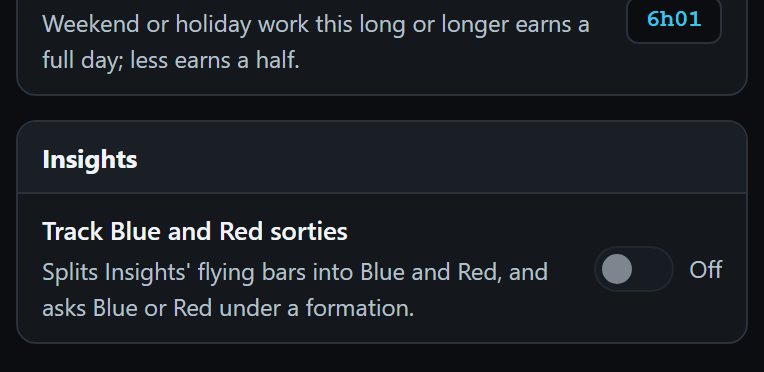 Weekend or holiday work this long or longer earns a
full day; less earns a half.
6h01
Insights
Track Blue and Red sorties
Splits Insights' flying bars into Blue and Red, and
asks Blue or Red under a formation.
Off